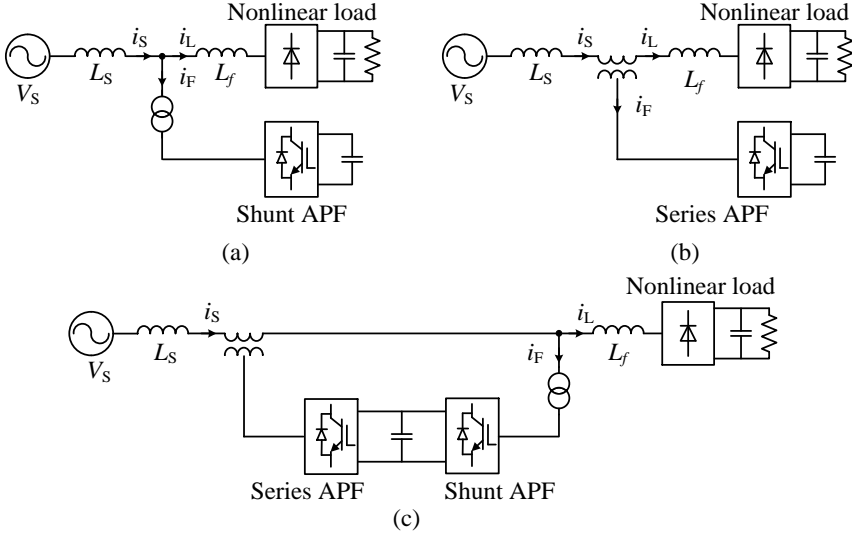 Nonlinear load
i_S
i_L
L_S
i_F
L_f
V_S
Shunt APF
(a)
Nonlinear load
i_S
i_L
L_S
L_f
V_S
i_F
Series APF
(b)
Nonlinear load
i_S
i_L
L_S
i_F
L_f
V_S
Series APF
Shunt APF
(c)